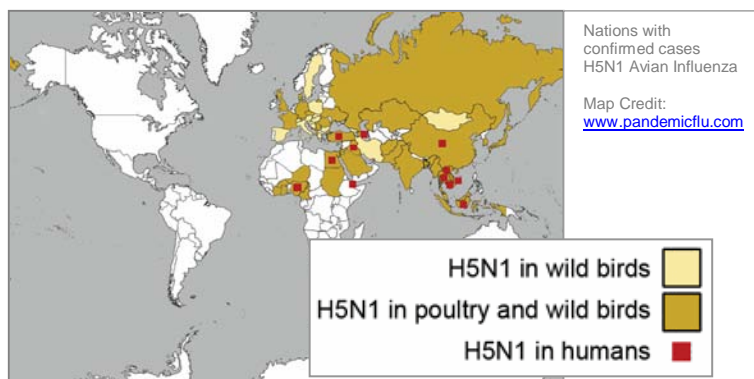 Nations with
confirmed cases
H5N1 Avian Influenza
Map Credit:
www.pandemicflu.com
H5N1 in wild birds
H5N1 in poultry and wild birds
H5N1 in humans